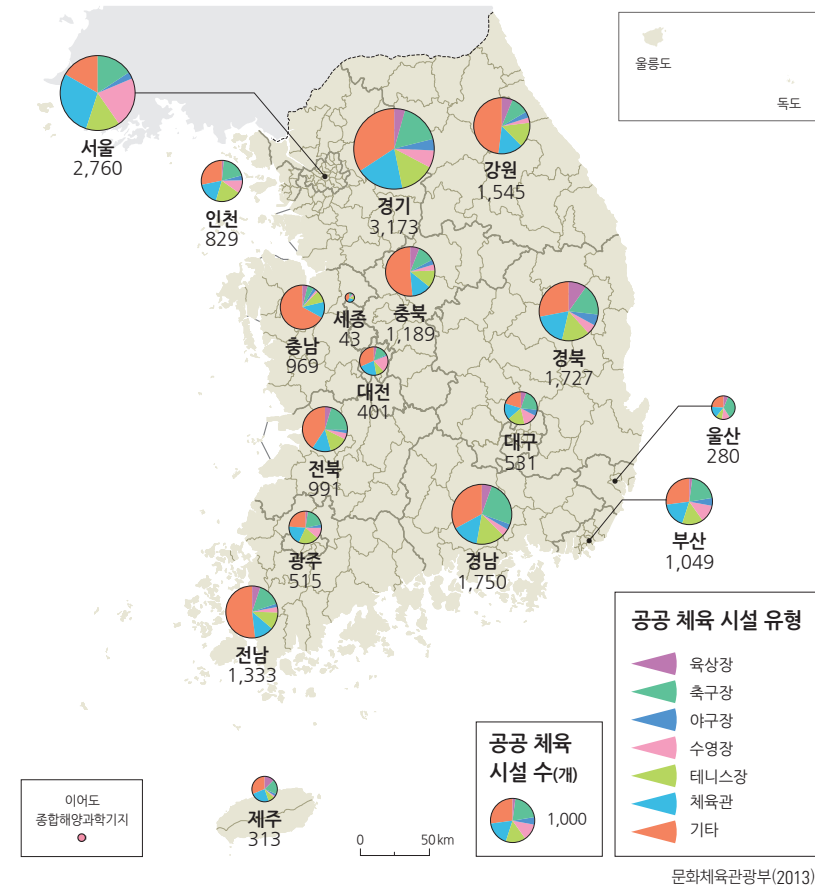 울릉도
독도
서울
2,760
강원
1,545
경기
3,173
인천
829
충북
1,189
세종
43
충남
969
경북
1,727
대전
401
대구
531
울산
280
전북
991
부산
1,049
광주
515
경남
1,750
전남
1,333
제주
313
공공 체육 시설 유형
육상장
축구장
야구장
수영장
테니스장
체육관
기타
공공 체육
시설 수(개)
1,000
이어도
종합해양과학기지
0 50km
문화체육관광부(2013)